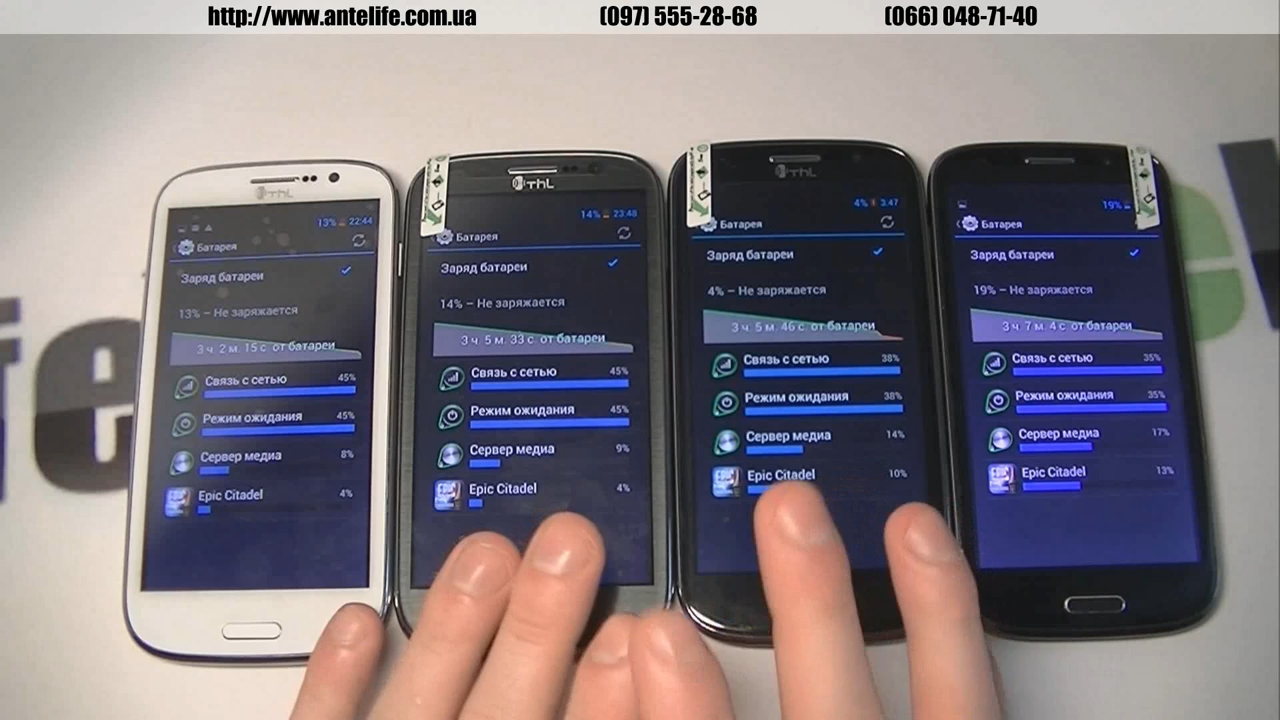 http://www.antelife.com.ua (097) 555-28-68 (066) 048-71-40
THL
13% 22:44
Батарея
Заряд батареи
13% – Не заряжается
3 ч. 2 м. 15 с. от батареи
Связь с сетью 45%
Режим ожидания 45%
Сервер медиа 8%
Epic Citadel 4%
THL
14% 23:48
Батарея
Заряд батареи
14% – Не заряжается
3 ч. 5 м. 33 с. от батареи
Связь с сетью 45%
Режим ожидания 45%
Сервер медиа 9%
Epic Citadel 4%
THL
4% 3:47
Батарея
Заряд батареи
4% – Не заряжается
3 ч. 5 м. 46 с. от батареи
Связь с сетью 38%
Режим ожидания 38%
Сервер медиа 14%
Epic Citadel 10%
19%
Батарея
Заряд батареи
19% – Не заряжается
3 ч. 7 м. 4 с. от батареи
Связь с сетью 35%
Режим ожидания 35%
Сервер медиа 17%
Epic Citadel 13%